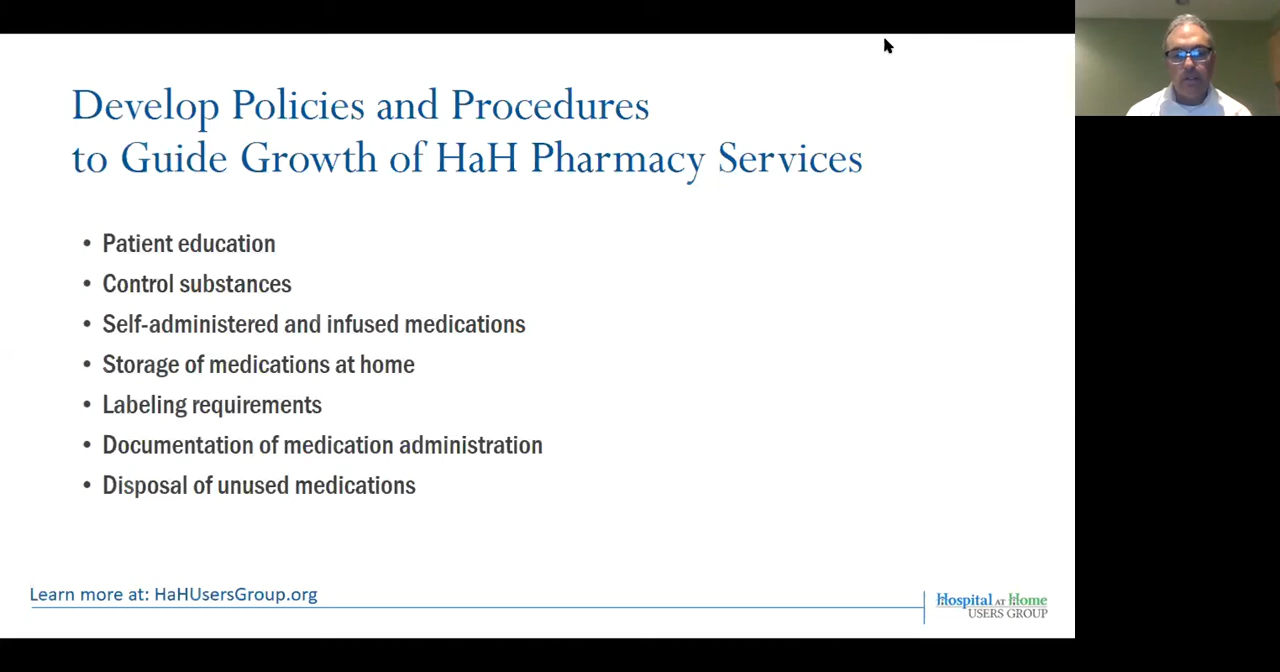 Develop Policies and Procedures
to Guide Growth of HaH Pharmacy Services
• Patient education
• Control substances
• Self-administered and infused medications
• Storage of medications at home
• Labeling requirements
• Documentation of medication administration
• Disposal of unused medications
Learn more at: HaHUsersGroup.org
Hospital AT Home
USERS GROUP